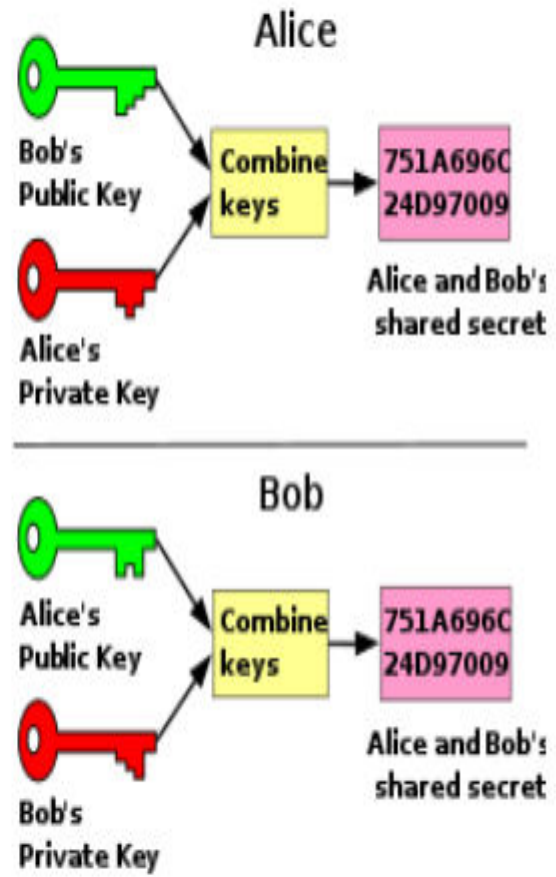 Alice
Bob's
Public Key
Combine
keys
751A696C
24D97009
Alice and Bob's
shared secret
Alice's
Private Key
Bob
Alice's
Public Key
Combine
keys
751A696C
24D97009
Alice and Bob's
shared secret
Bob's
Private Key